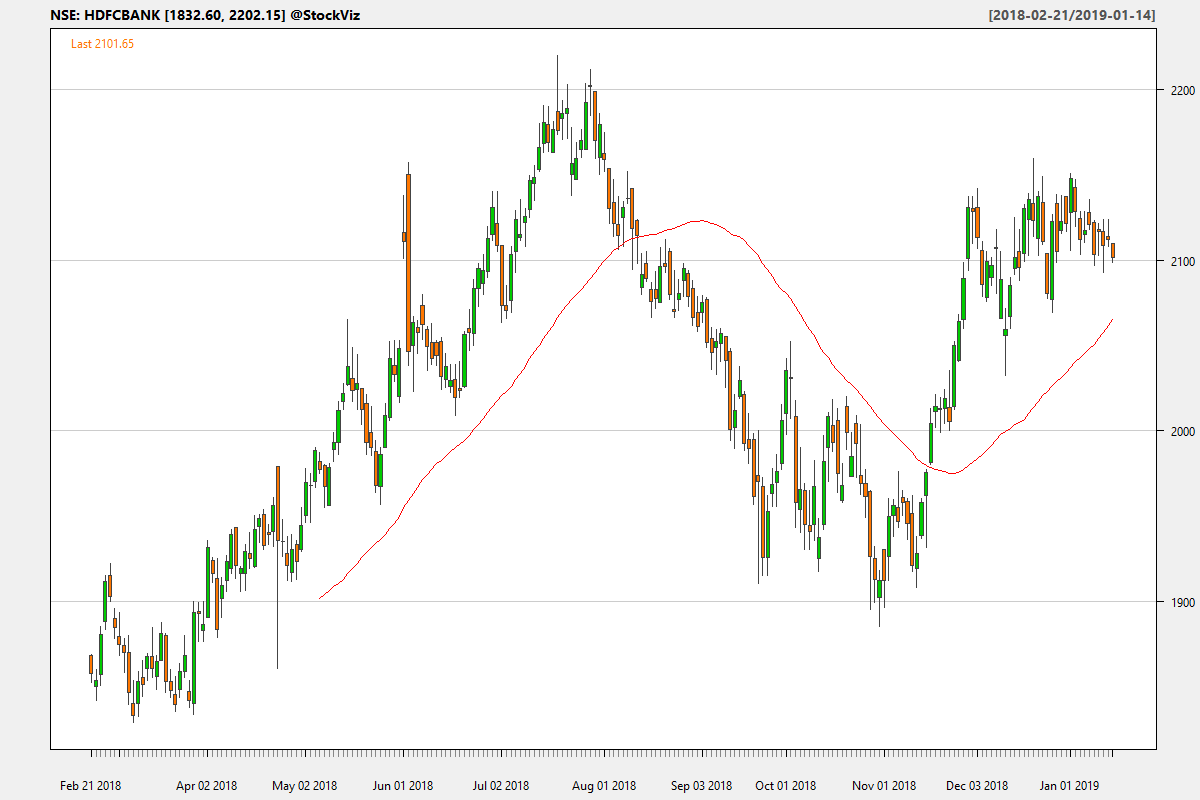 NSE: HDFCBANK [1832.60, 2202.15] @StockViz [2018-02-21/2019-01-14]
Last 2101.65
2200
2100
2000
1900
Feb 21 2018 Apr 02 2018 May 02 2018 Jun 01 2018 Jul 02 2018 Aug 01 2018 Sep 03 2018 Oct 01 2018 Nov 01 2018 Dec 03 2018 Jan 01 2019